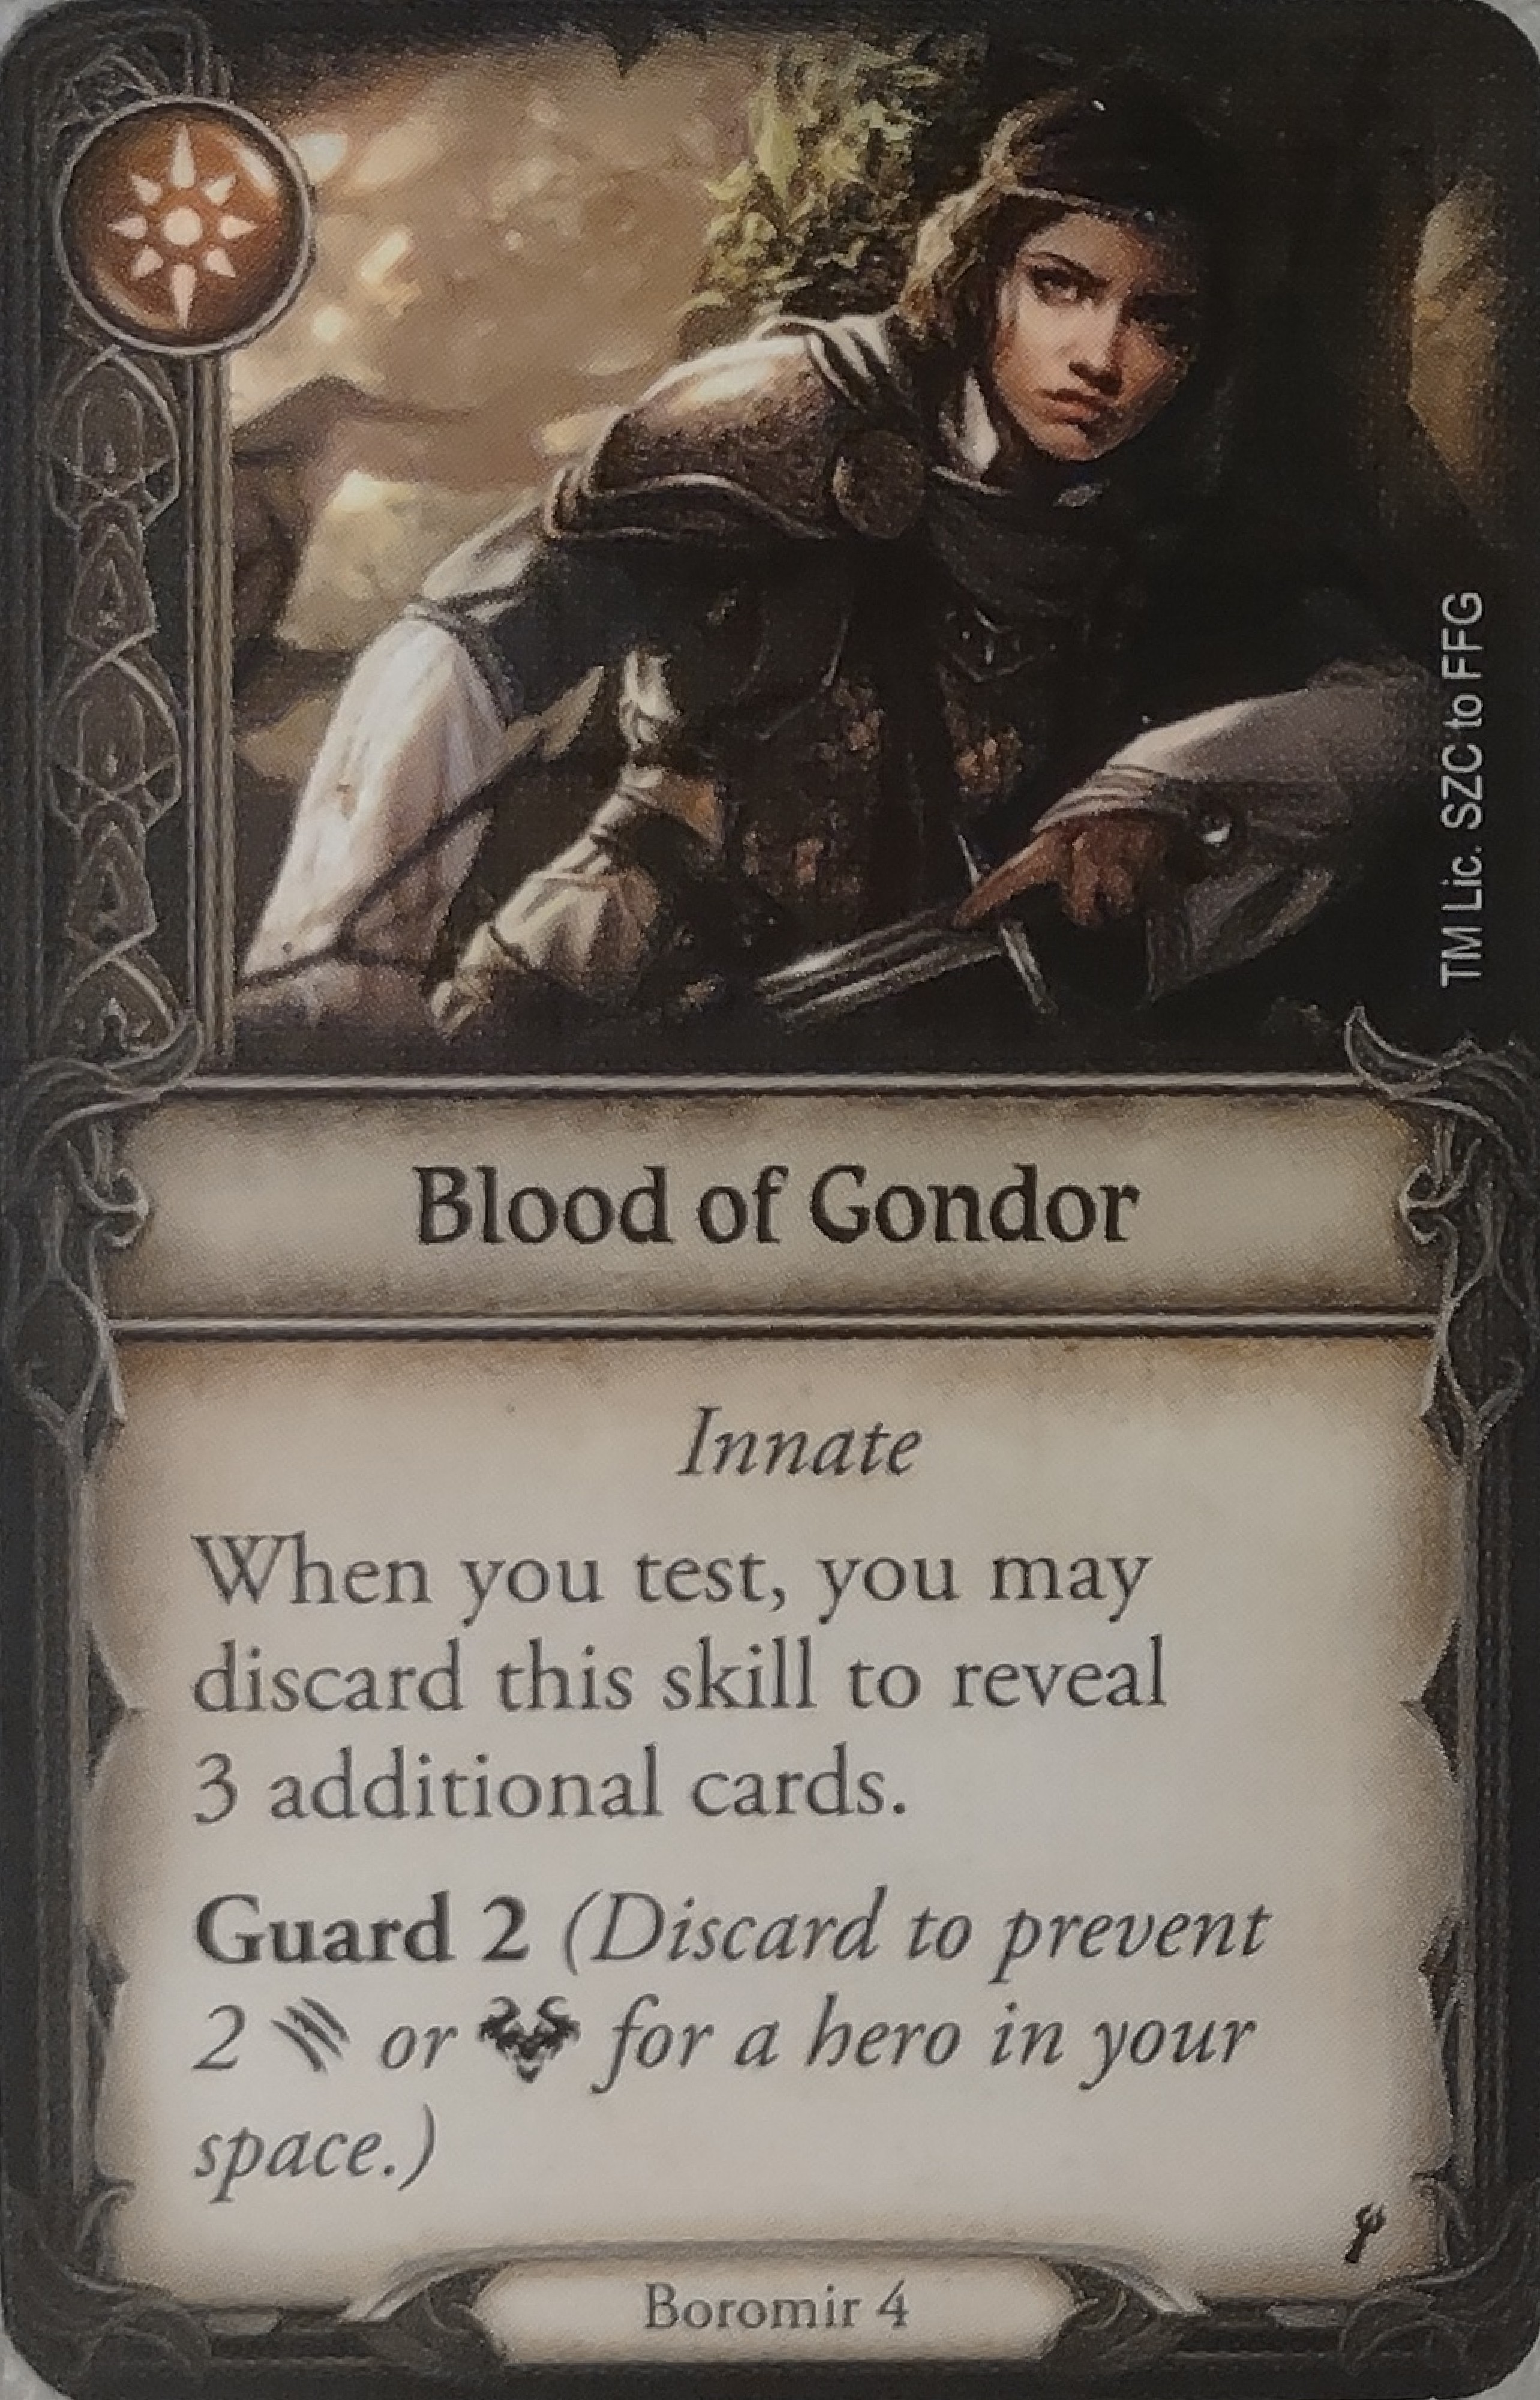 TM Lic. SZC to FFG
Blood of Gondor
Innate
When you test, you may
discard this skill to reveal
3 additional cards.
Guard 2 (Discard to prevent
2 or for a hero in your
space.)
Boromir 4